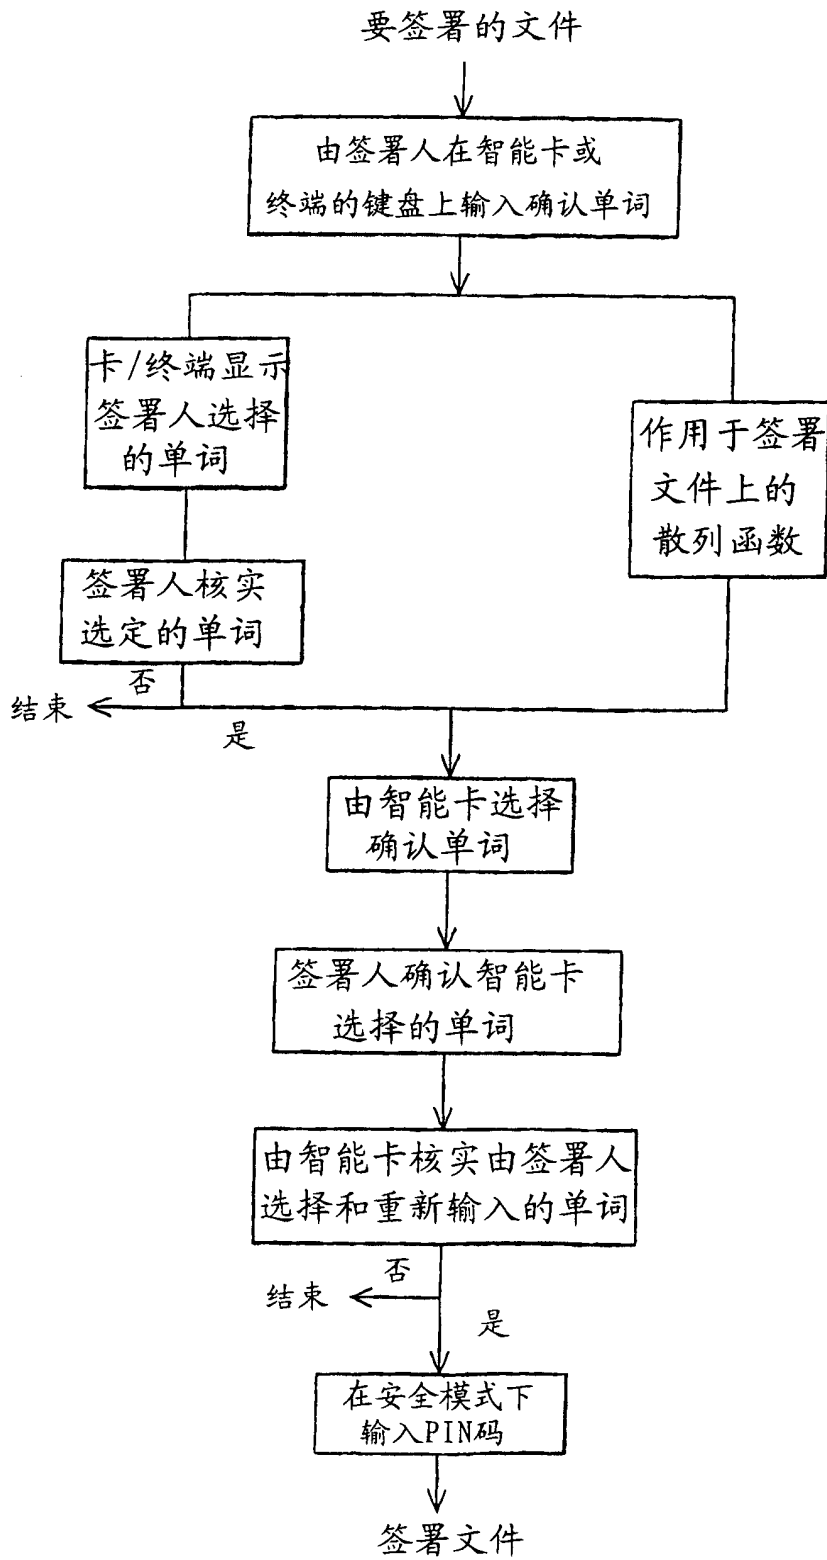 要签署的文件
由签署人在智能卡或
终端的键盘上输入确认单词
卡/终端显示
签署人选择
的单词
作用于签署
文件上的
散列函数
签署人核实
选定的单词
否
结束
是
由智能卡选择
确认单词
签署人确认智能卡
选择的单词
由智能卡核实由签署人
选择和重新输入的单词
否
结束
是
在安全模式下
输入PIN码
签署文件